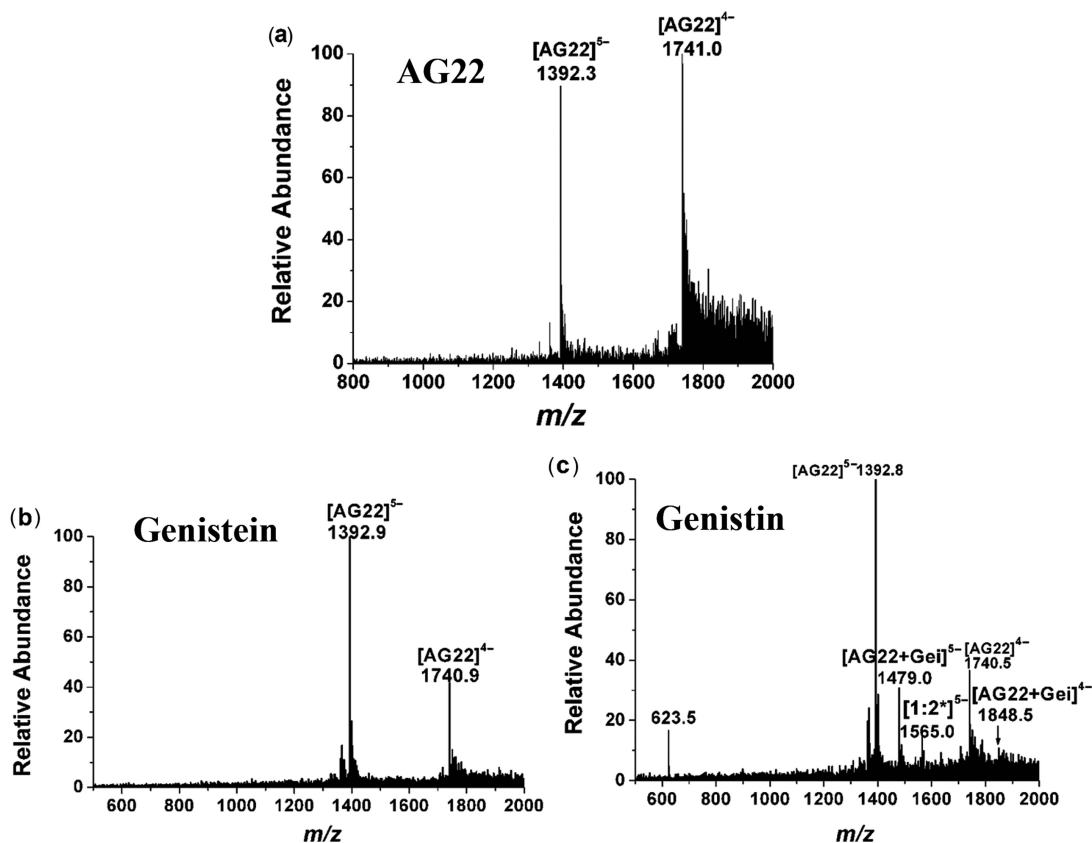 (a)
AG22
[AG22]⁵⁻
1392.3
[AG22]⁴⁻
1741.0
Relative Abundance
100
80
60
40
20
0
800 1000 1200 1400 1600 1800 2000
m/z
(b)
Genistein
[AG22]⁵⁻
1392.9
[AG22]⁴⁻
1740.9
Relative Abundance
100
80
60
40
20
0
600 800 1000 1200 1400 1600 1800 2000
m/z
(c)
Genistin
[AG22]⁵⁻ 1392.8
[AG22+Gei]⁵⁻
1479.0
[1:2*]⁵⁻
1565.0
[AG22]⁴⁻
1740.5
[AG22+Gei]⁴⁻
1848.5
623.5
Relative Abundance
100
80
60
40
20
0
600 800 1000 1200 1400 1600 1800 2000
m/z